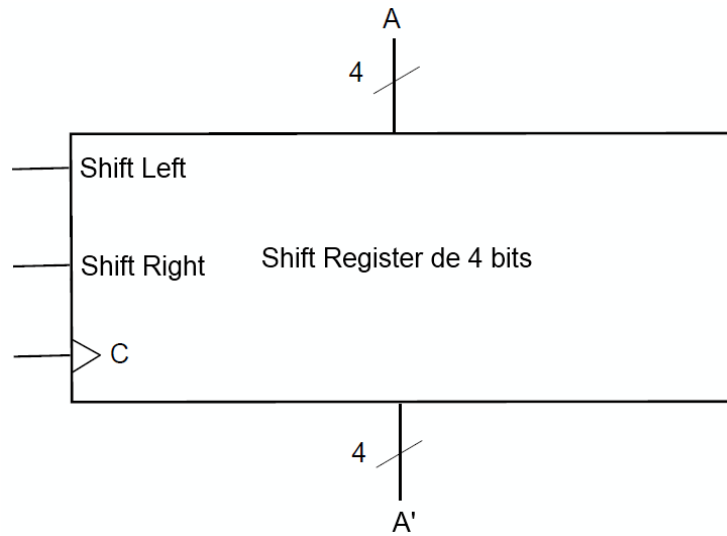 A
4
Shift Left
Shift Right
Shift Register de 4 bits
C
4
A'